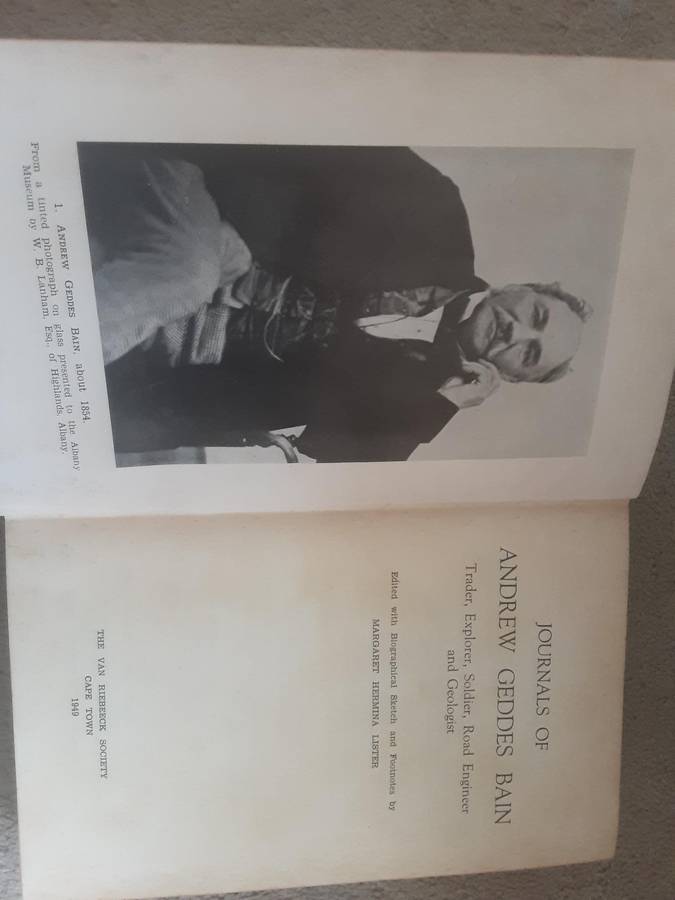 1. ANDREW GEDDES BAIN, about 1854.
From a tinted photograph on glass presented to the Albany
Museum by W. B. Lanham, Esq., of Highlands, Albany.
JOURNALS OF
ANDREW GEDDES BAIN
Trader, Explorer, Soldier, Road Engineer
and Geologist
Edited with Biographical Sketch and Footnotes by
MARGARET HERMINA LISTER
THE VAN RIEBEECK SOCIETY
CAPE TOWN
1949